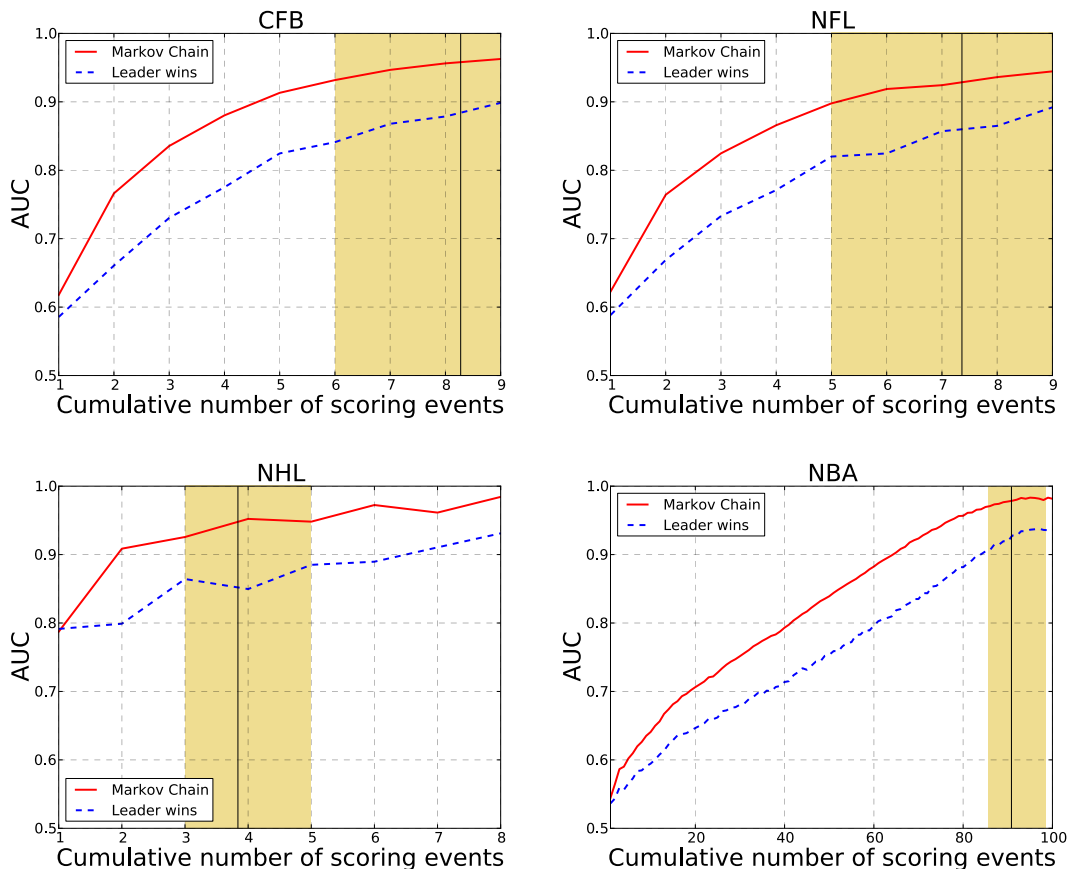 CFB
1.0
0.9
0.8
0.7
0.6
0.5
AUC
Markov Chain
Leader wins
1 2 3 4 5 6 7 8 9
Cumulative number of scoring events
NFL
1.0
0.9
0.8
0.7
0.6
0.5
AUC
Markov Chain
Leader wins
1 2 3 4 5 6 7 8 9
Cumulative number of scoring events
NHL
1.0
0.9
0.8
0.7
0.6
0.5
AUC
Markov Chain
Leader wins
1 2 3 4 5 6 7 8
Cumulative number of scoring events
NBA
1.0
0.9
0.8
0.7
0.6
0.5
AUC
Markov Chain
Leader wins
20 40 60 80 100
Cumulative number of scoring events